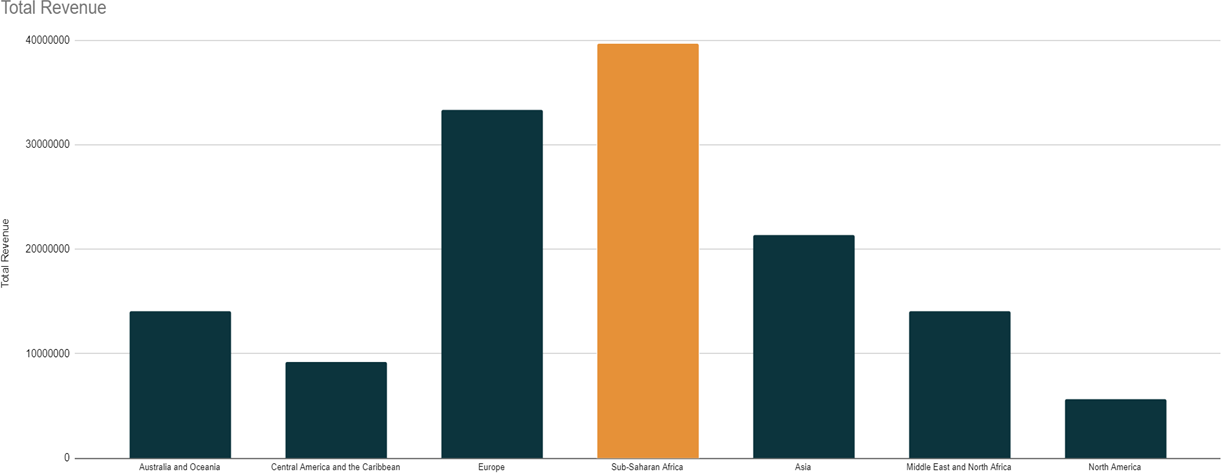 Total Revenue
40000000
30000000
20000000
10000000
0
Total Revenue
Australia and Oceania
Central America and the Caribbean
Europe
Sub-Saharan Africa
Asia
Middle East and North Africa
North America